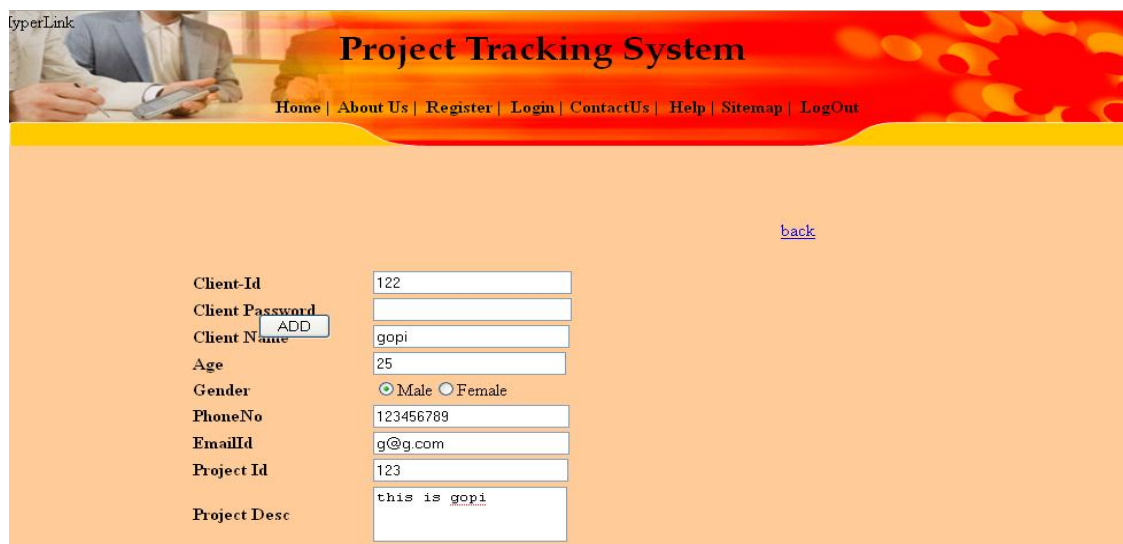 HyperLink
Project Tracking System
Home | About Us | Register | Login | ContactUs | Help | Sitemap | LogOut
back
Client-Id 122
Client Password
ADD
Client Name gopi
Age 25
Gender Male Female
PhoneNo 123456789
EmailId g@g.com
Project Id 123
Project Desc this is gopi